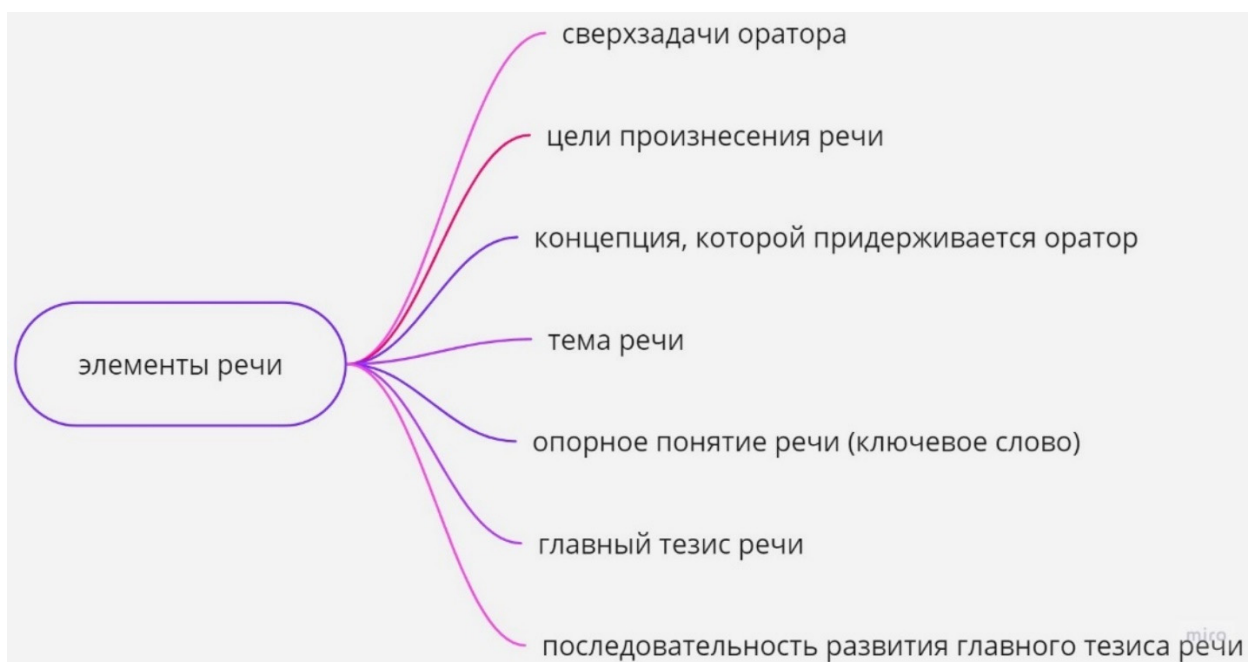 сверхзадачи оратора
цели произнесения речи
концепция, которой придерживается оратор
тема речи
элементы речи
опорное понятие речи (ключевое слово)
главный тезис речи
последовательность развития главного тезиса речи
miro